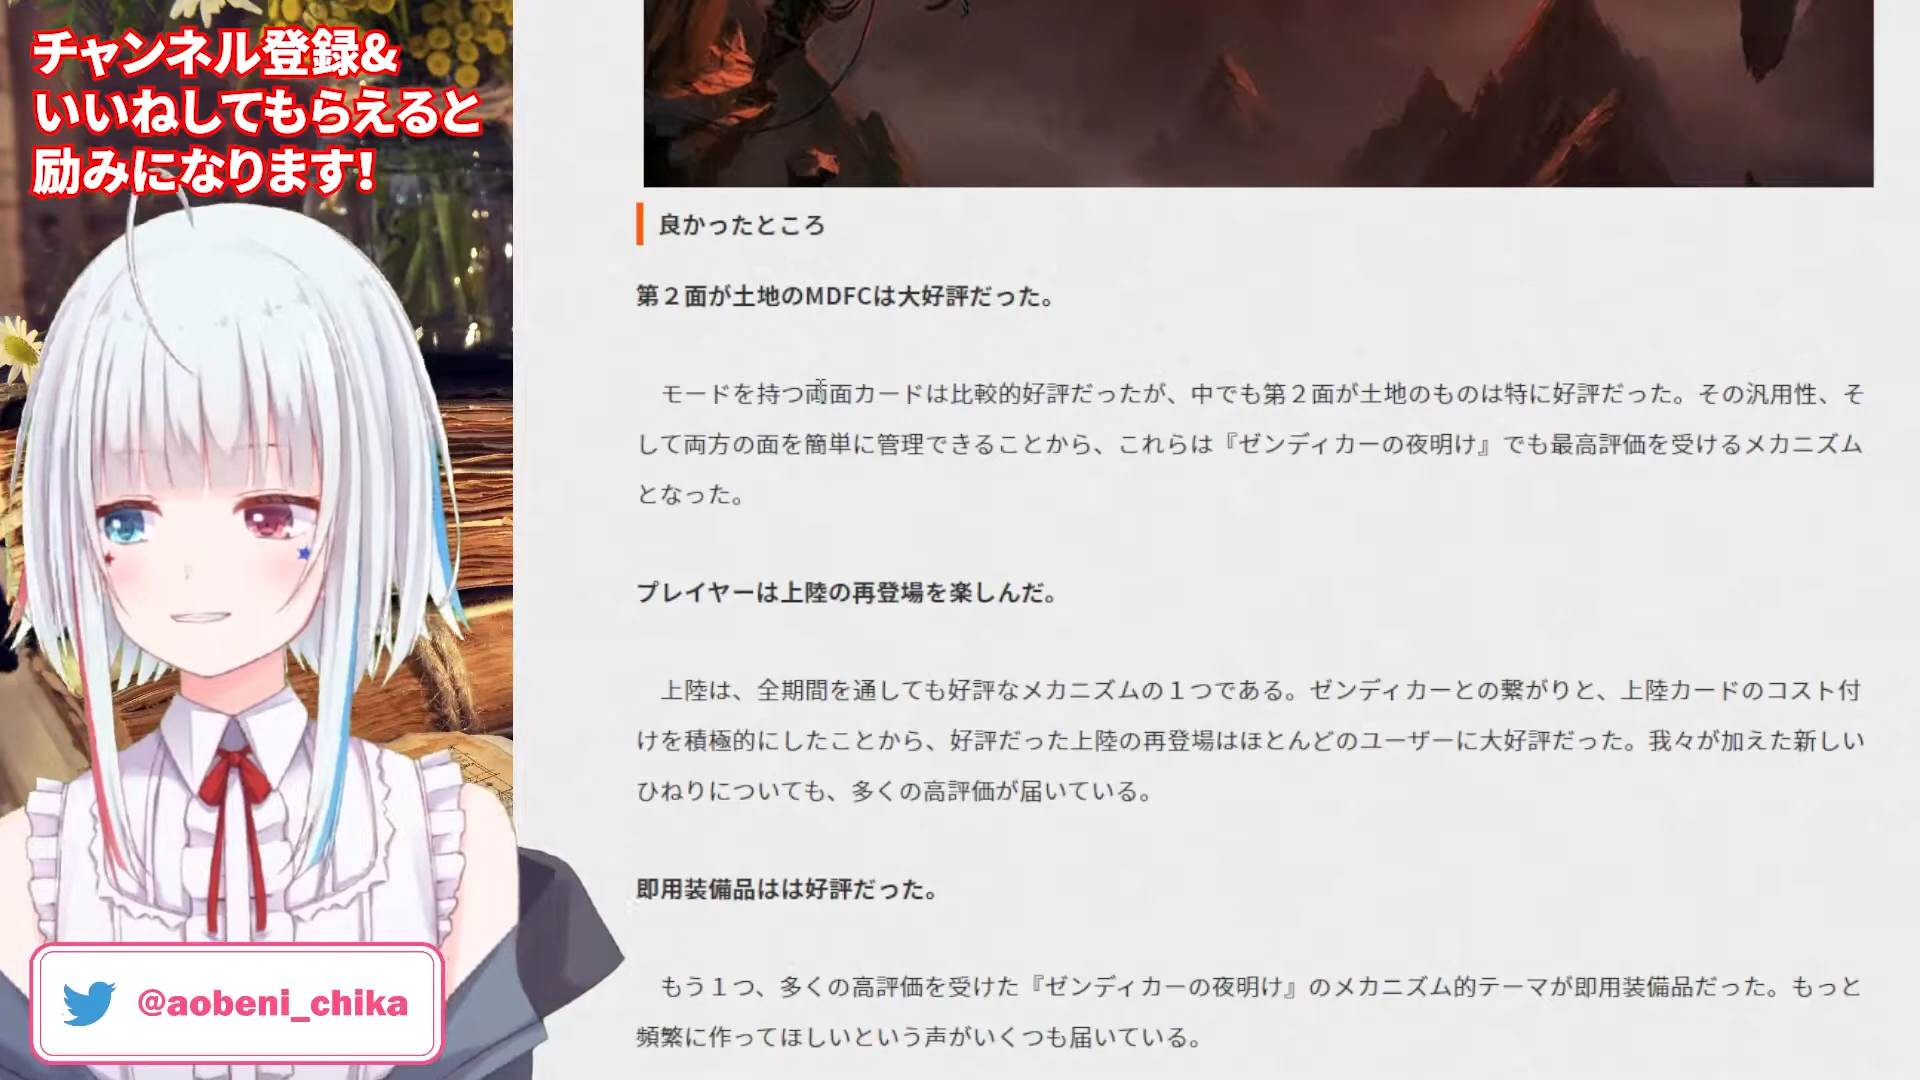 チャンネル登録&
いいねしてもらえると
励みになります!
良かったところ
第２面が土地のMDFCは大好評だった。
モードを持つ両面カードは比較的好評だったが、中でも第２面が土地のものは特に好評だった。その汎用性、そ
して両方の面を簡単に管理できることから、これらは『ゼンディカーの夜明け』でも最高評価を受けるメカニズム
となった。
プレイヤーは上陸の再登場を楽しんだ。
上陸は、全期間を通しても好評なメカニズムの１つである。ゼンディカーとの繋がりと、上陸カードのコスト付
けを積極的にしたことから、好評だった上陸の再登場はほとんどのユーザーに大好評だった。我々が加えた新しい
ひねりについても、多くの高評価が届いている。
即用装備品はは好評だった。
もう１つ、多くの高評価を受けた『ゼンディカーの夜明け』のメカニズム的テーマが即用装備品だった。もっと
頻繁に作ってほしいという声がいくつも届いている。
@aobeni_chika